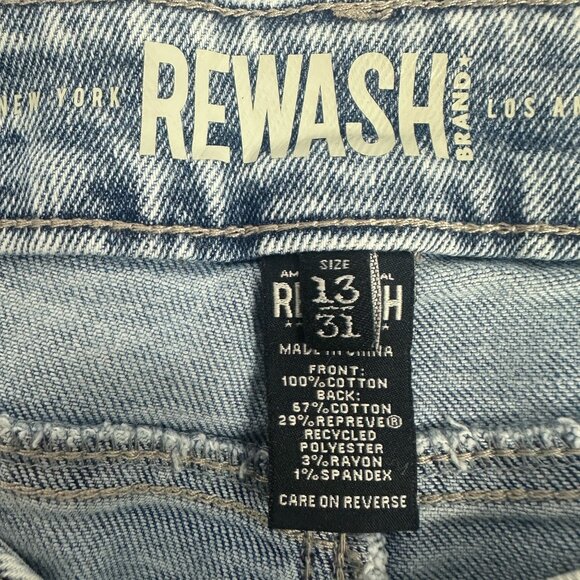 NEW YORK REWASH BRAND★ LOS
SIZE
13
31
MADE IN CHINA
FRONT:
100%COTTON
BACK:
67%COTTON
29%REPREVE®
RECYCLED
POLYESTER
3%RAYON
1%SPANDEX
CARE ON REVERSE